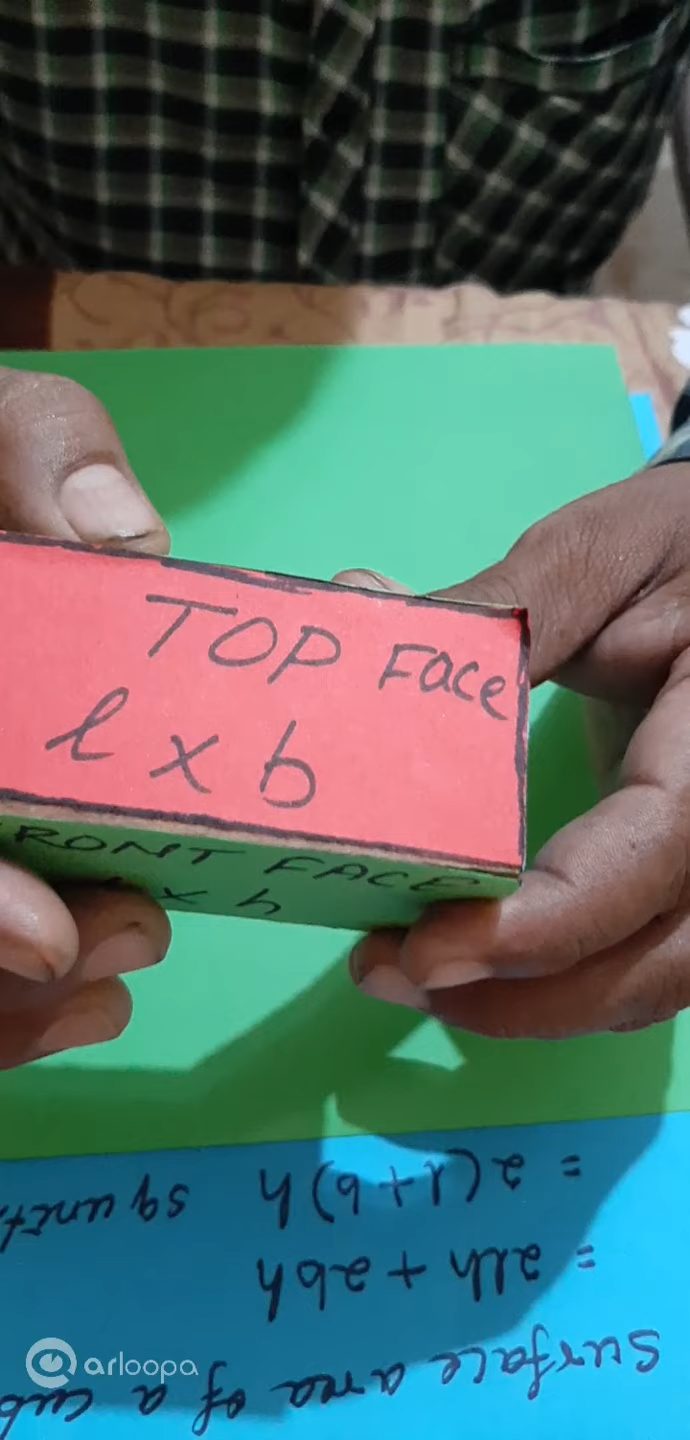 TOP Face
l x b
RONT FACE
x h
surface area of a cub
= 2lh + 2bh
= 2(l+b)h sq unit
arloopa